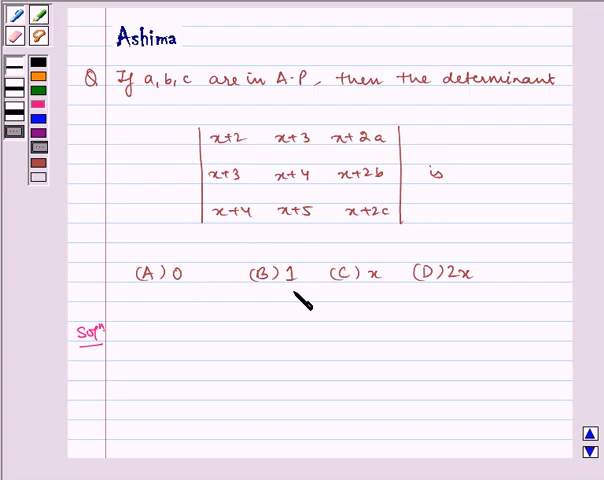 Ashima
Q If a, b, c are in A.P, then the determinant
x+2 x+3 x+2a
x+3 x+4 x+2b is
x+4 x+5 x+2c
(A) 0 (B) 1 (C) x (D) 2x
Sol^n